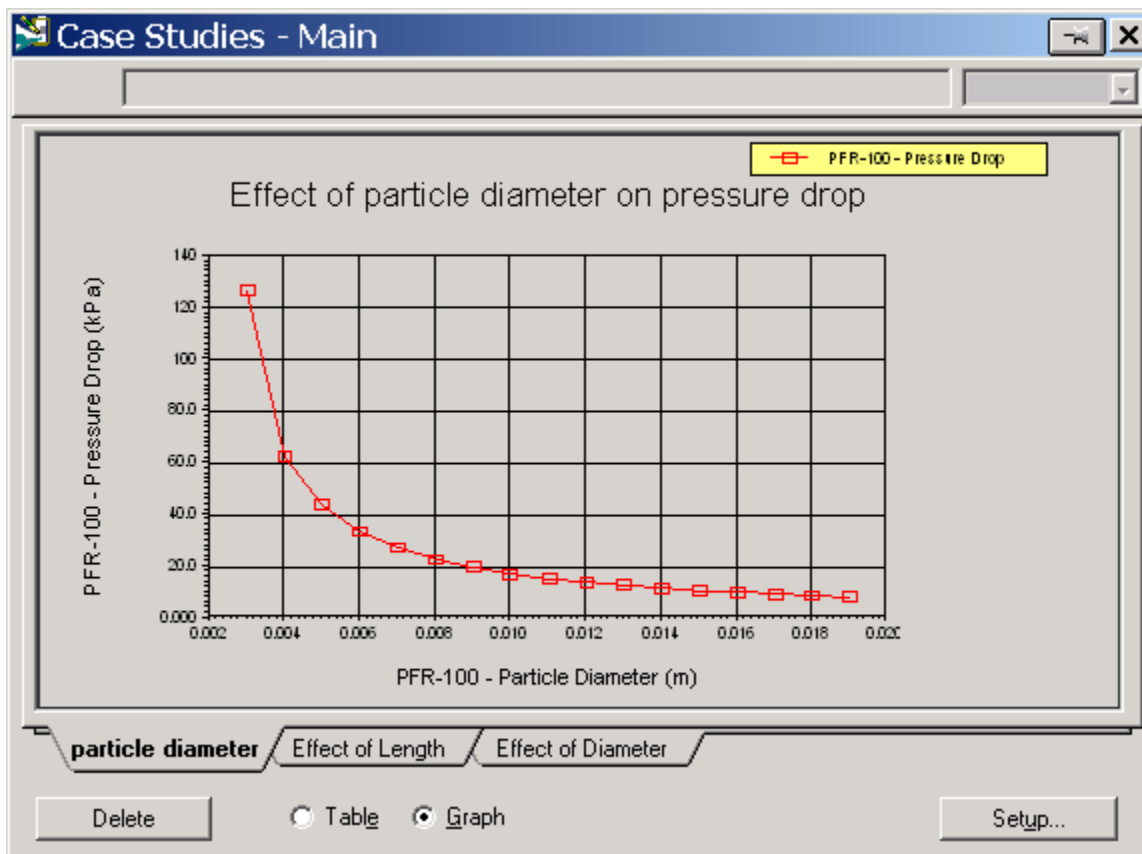 Case Studies - Main
PFR-100 - Pressure Drop
Effect of particle diameter on pressure drop
PFR-100 - Pressure Drop (kPa)
140
120
100
80.0
60.0
40.0
20.0
0.000
0.002 0.004 0.006 0.008 0.010 0.012 0.014 0.016 0.018 0.020
PFR-100 - Particle Diameter (m)
particle diameter Effect of Length Effect of Diameter
Delete Table Graph Setup...